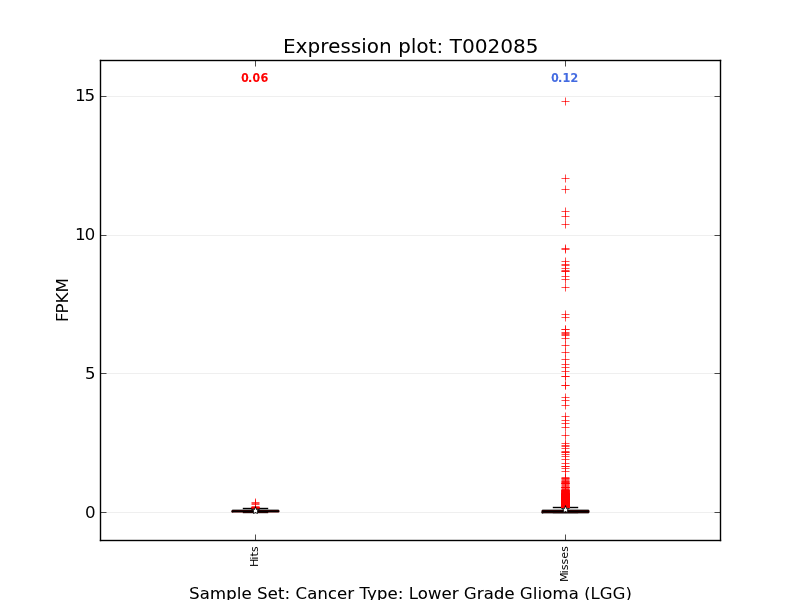 Expression plot: T002085
0.06 0.12
15
10
5
0
FPKM
Hits Misses
Sample Set: Cancer Type: Lower Grade Glioma (LGG)